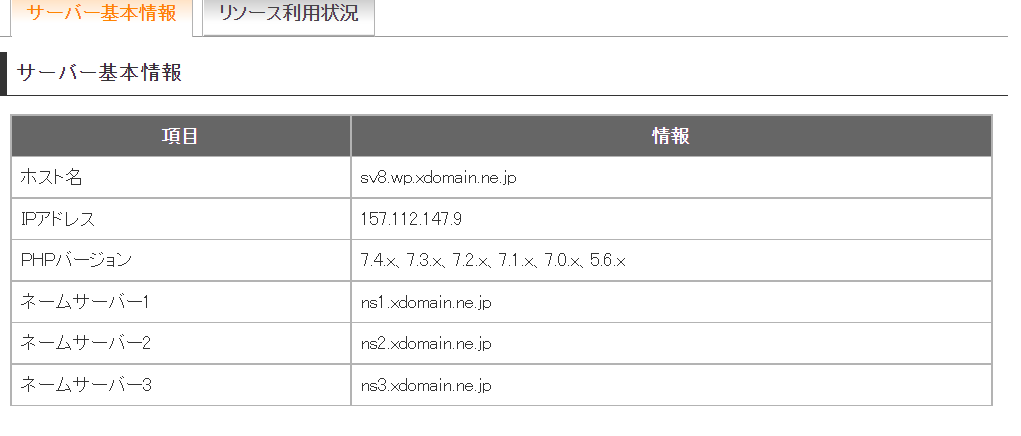 サーバー基本情報 リソース利用状況
サーバー基本情報
項目 情報
ホスト名 sv8.wp.xdomain.ne.jp
IPアドレス 157.112.147.9
PHPバージョン 7.4.x、7.3.x、7.2.x、7.1.x、7.0.x、5.6.x
ネームサーバー1 ns1.xdomain.ne.jp
ネームサーバー2 ns2.xdomain.ne.jp
ネームサーバー3 ns3.xdomain.ne.jp